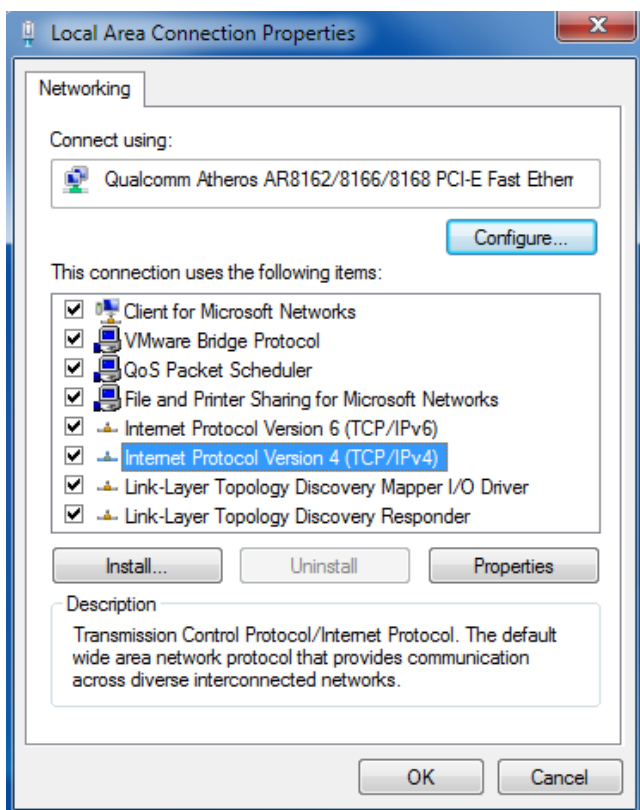 Local Area Connection Properties
Networking
Connect using:
Qualcomm Atheros AR8162/8166/8168 PCI-E Fast Ethern
Configure...
This connection uses the following items:
Client for Microsoft Networks
VMware Bridge Protocol
QoS Packet Scheduler
File and Printer Sharing for Microsoft Networks
Internet Protocol Version 6 (TCP/IPv6)
Internet Protocol Version 4 (TCP/IPv4)
Link-Layer Topology Discovery Mapper I/O Driver
Link-Layer Topology Discovery Responder
Install... Uninstall Properties
Description
Transmission Control Protocol/Internet Protocol. The default
wide area network protocol that provides communication
across diverse interconnected networks.
OK Cancel